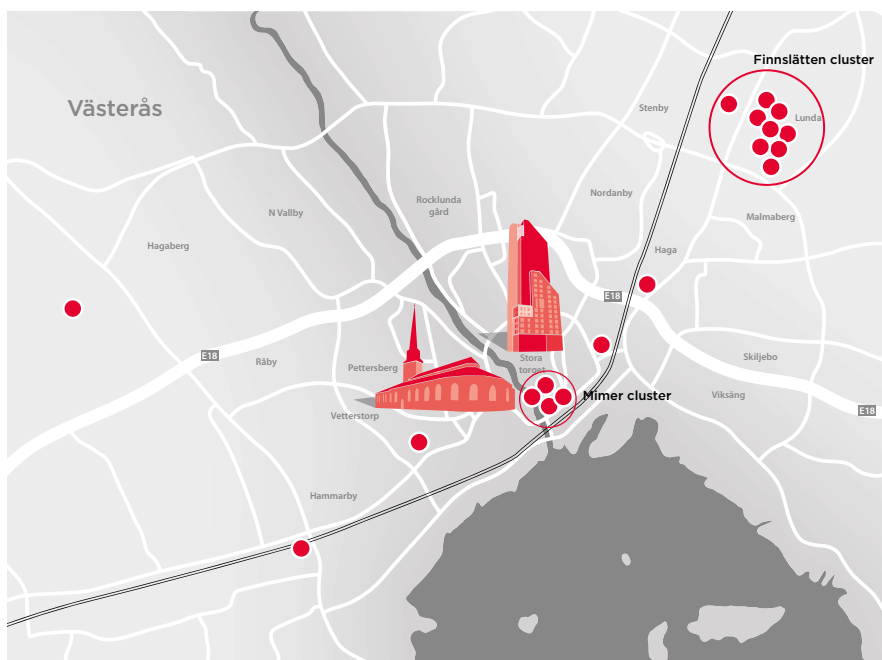 Finnslätten cluster
Västerås
Stenby
Lunda
Rocklunda
gård
Nordanby
N Vallby
Malmaberg
Hagaberg
Haga
E18
E18
Råby
Pettersberg
Stora
torget
Skiljebo
Mimer cluster
Viksäng
E18
Vetterstorp
Hammarby